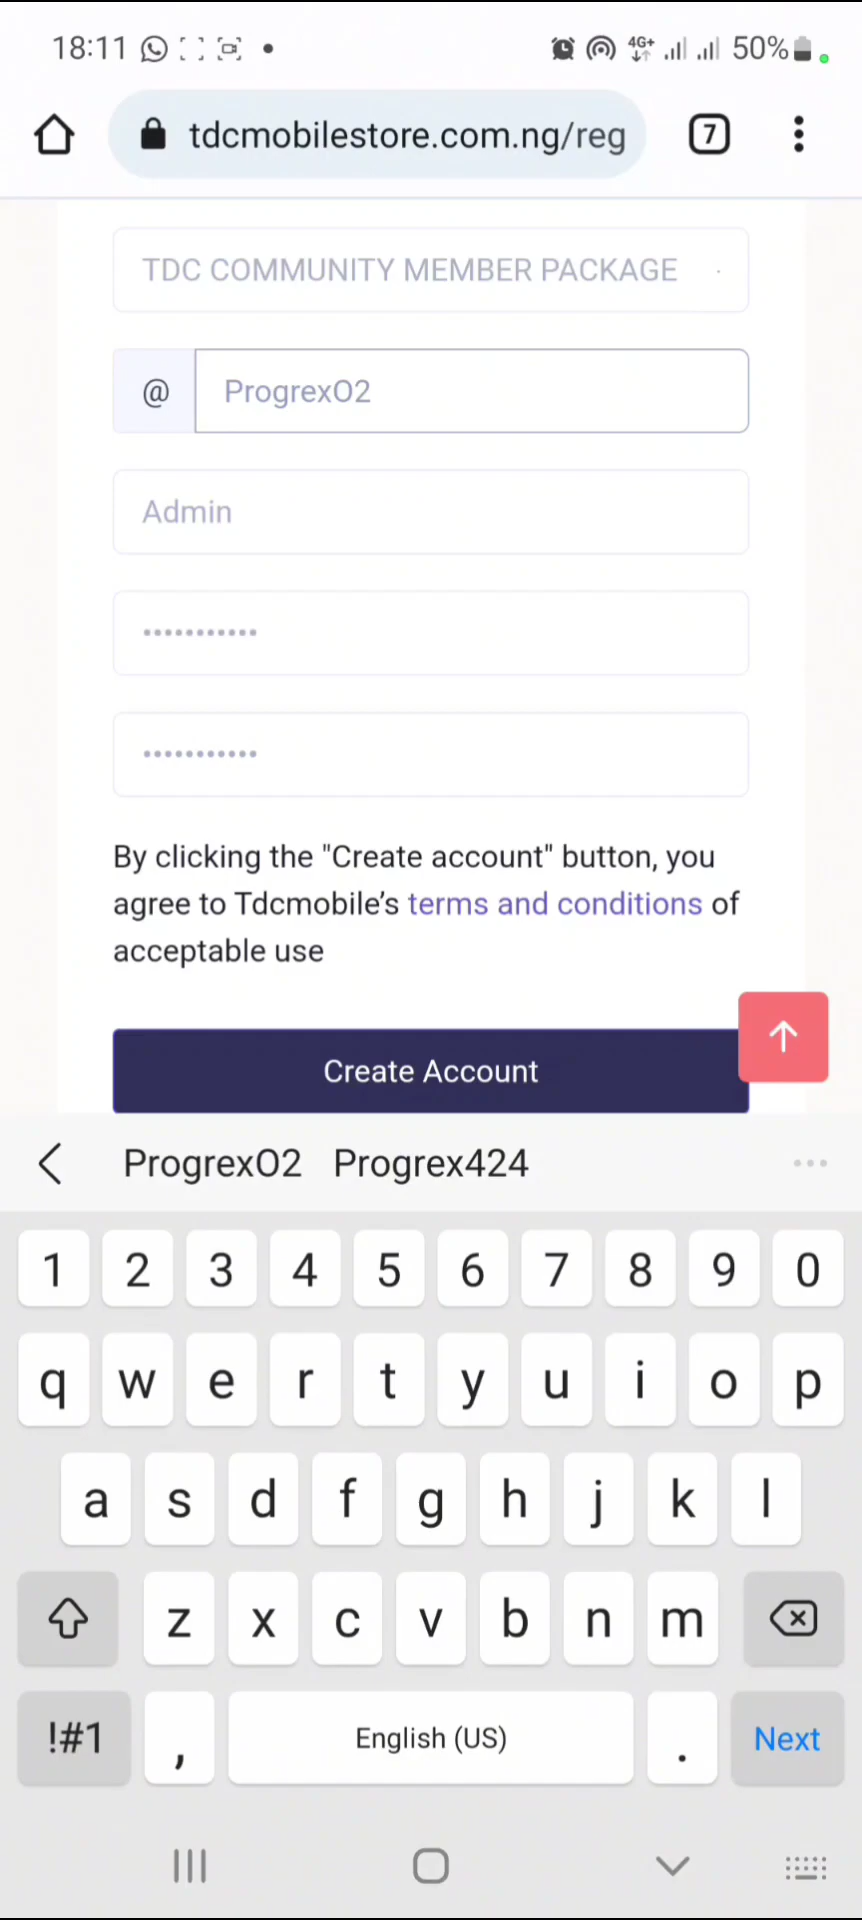 18:11 4G+ 50%
tdcmobilestore.com.ng/reg 7
TDC COMMUNITY MEMBER PACKAGE
@ ProgrexO2
Admin
•••••••••••
•••••••••••
By clicking the "Create account" button, you
agree to Tdcmobile’s terms and conditions of
acceptable use
Create Account
ProgrexO2 Progrex424 ...
1 2 3 4 5 6 7 8 9 0
q w e r t y u i o p
a s d f g h j k l
z x c v b n m
!#1 , English (US) . Next